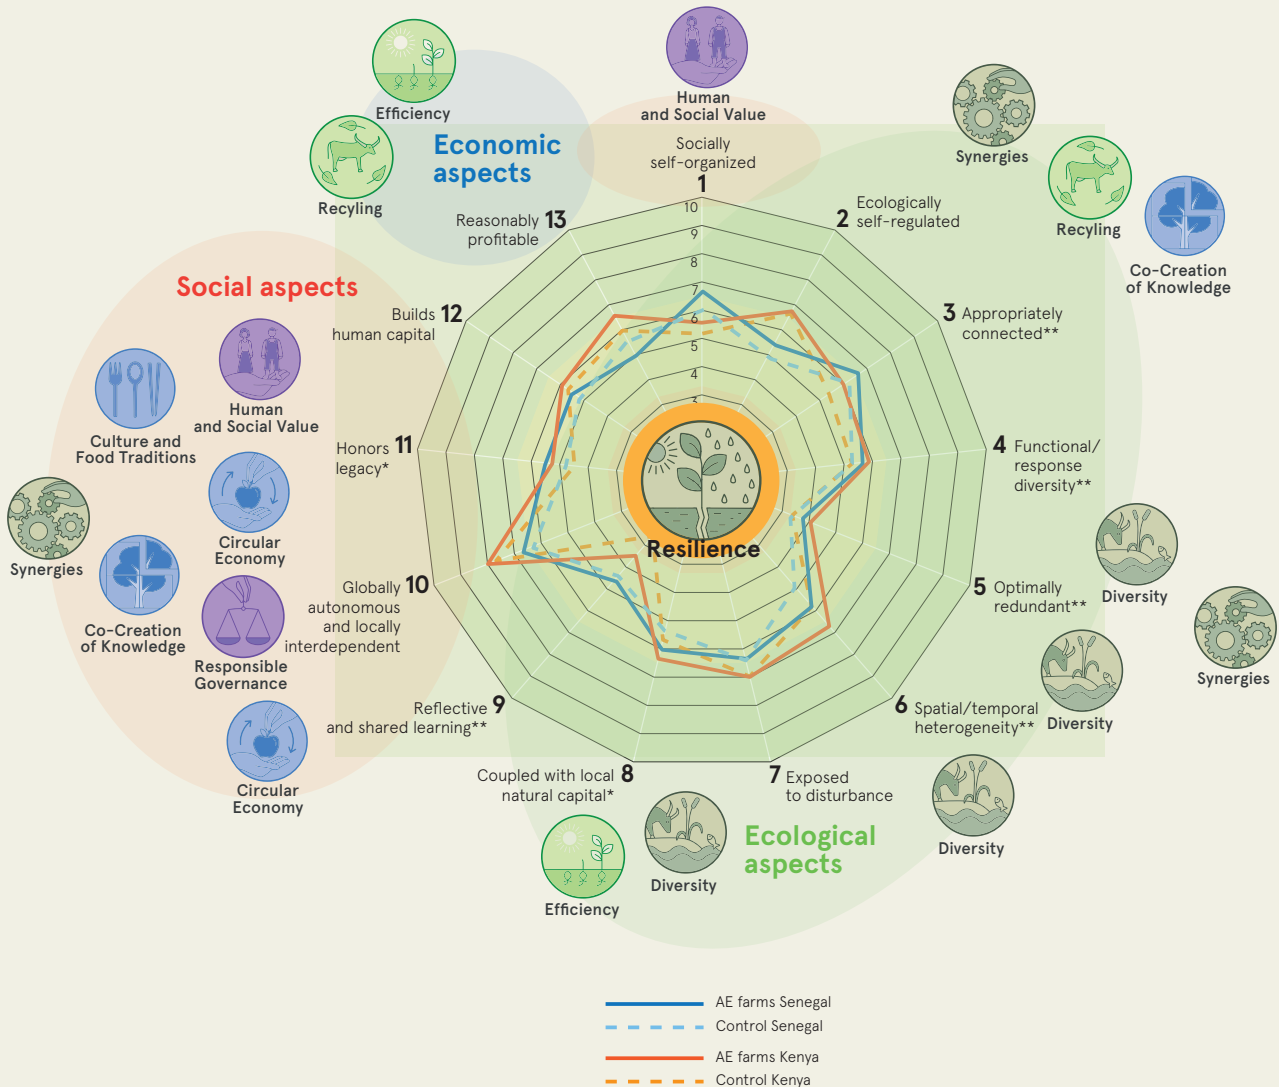 Efficiency
Recyling
Economic
aspects
Human
and Social Value
Socially
self-organized
1
Synergies
Recyling
Co-Creation
of Knowledge
2 Ecologically
self-regulated
3 Appropriately
connected**
4 Functional/
response
diversity**
Diversity
5 Optimally
redundant**
Synergies
6 Spatial/temporal
heterogeneity**
Diversity
7 Exposed
to disturbance
Diversity
Ecological
aspects
Coupled with local 8
natural capital*
Efficiency
Diversity
Reflective 9
and shared learning**
Globally 10
autonomous
and locally
interdependent
Honors 11
legacy*
Builds 12
human capital
Reasonably 13
profitable
Social aspects
Human
and Social Value
Culture and
Food Traditions
Circular
Economy
Synergies
Co-Creation
of Knowledge
Responsible
Governance
Circular
Economy
10
9
8
7
6
5
4
3
Resilience
AE farms Senegal
Control Senegal
AE farms Kenya
Control Kenya